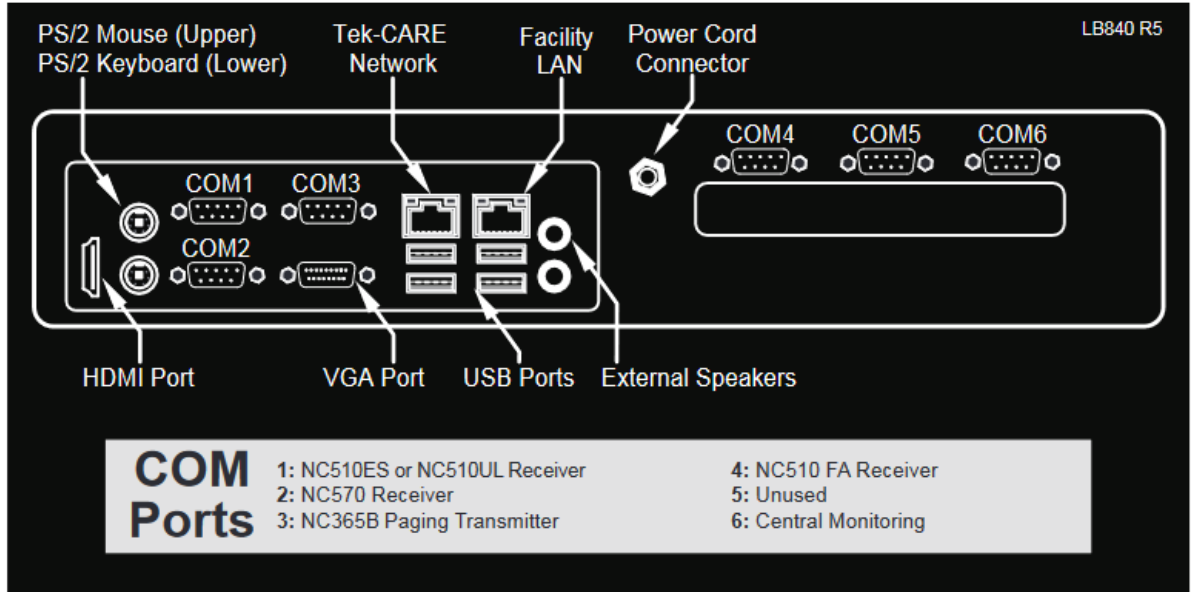 PS/2 Mouse (Upper)
PS/2 Keyboard (Lower)
Tek-CARE
Network
Facility
LAN
Power Cord
Connector
LB840 R5
COM1
COM3
COM2
COM4
COM5
COM6
HDMI Port
VGA Port
USB Ports
External Speakers
COM
Ports
1: NC510ES or NC510UL Receiver
2: NC570 Receiver
3: NC365B Paging Transmitter
4: NC510 FA Receiver
5: Unused
6: Central Monitoring